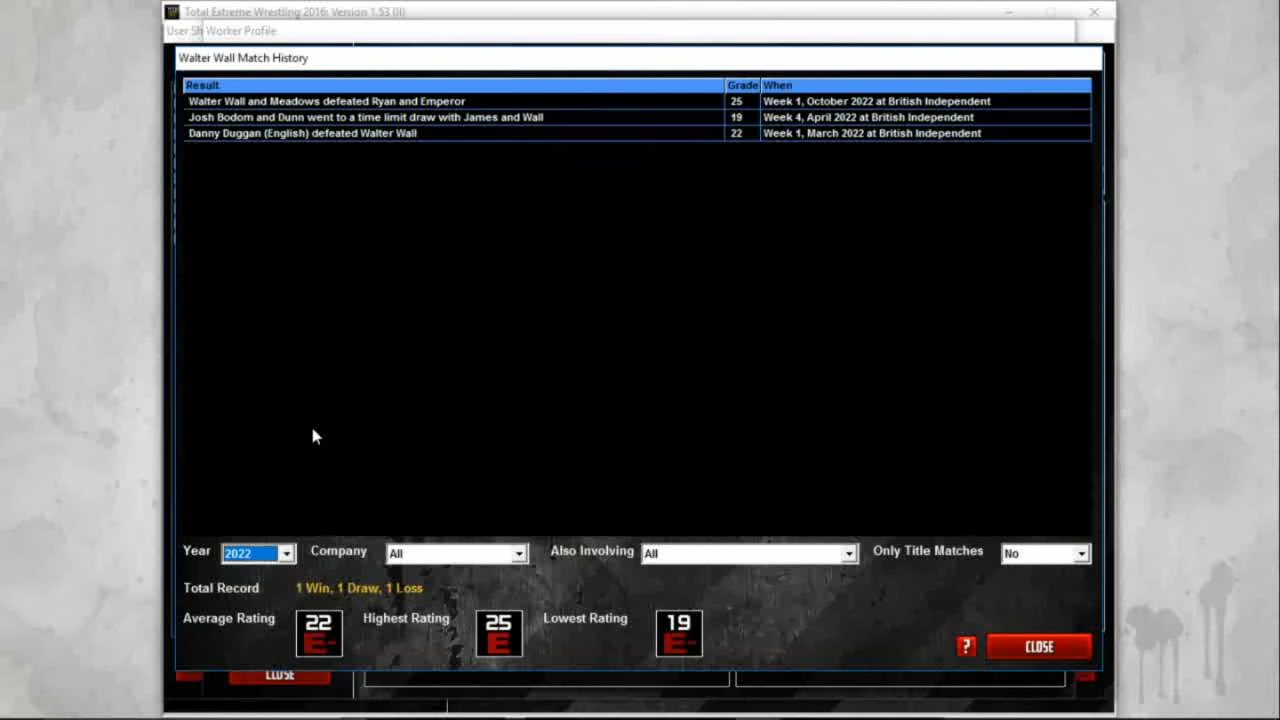 Total Extreme Wrestling 2016: Version 1.53 (II)
User Sh Worker Profile
Walter Wall Match History
Result Grade When
Walter Wall and Meadows defeated Ryan and Emperor 25 Week 1, October 2022 at British Independent
Josh Bodom and Dunn went to a time limit draw with James and Wall 19 Week 4, April 2022 at British Independent
Danny Duggan (English) defeated Walter Wall 22 Week 1, March 2022 at British Independent
Year 2022 Company All Also Involving All Only Title Matches No
Total Record 1 Win, 1 Draw, 1 Loss
Average Rating 22 E- Highest Rating 25 E Lowest Rating 19 E-
? CLOSE
CLOSE